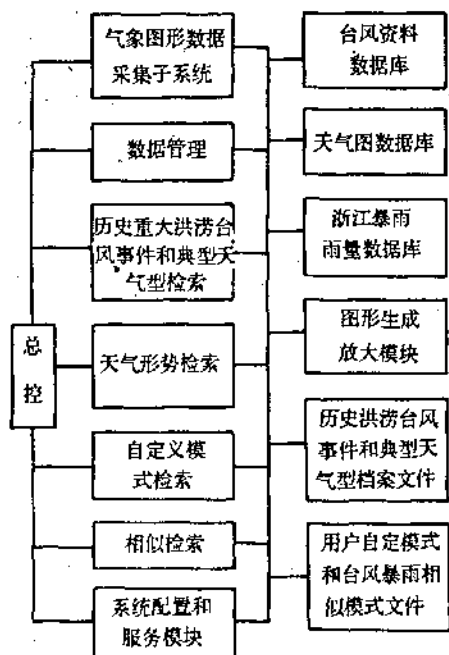 总
控
气象图形数据
采集子系统
数据管理
历史重大洪涝台
风事件和典型天
气型检索
天气形势检索
自定义模
式检索
相似检索
系统配置和
服务模块
台风资料
数据库
天气图数据库
浙江暴雨
雨量数据库
图形生成
放大模块
历史洪涝台风
事件和典型天
气型档案文件
用户自定模式
和台风暴雨相
似模式文件